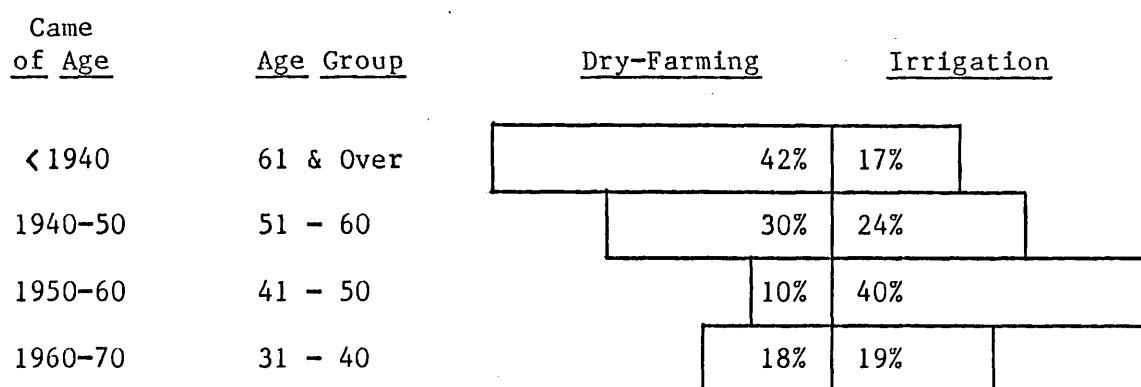 Came
of Age Age Group Dry-Farming Irrigation
<1940 61 & Over 42% 17%
1940-50 51 - 60 30% 24%
1950-60 41 - 50 10% 40%
1960-70 31 - 40 18% 19%